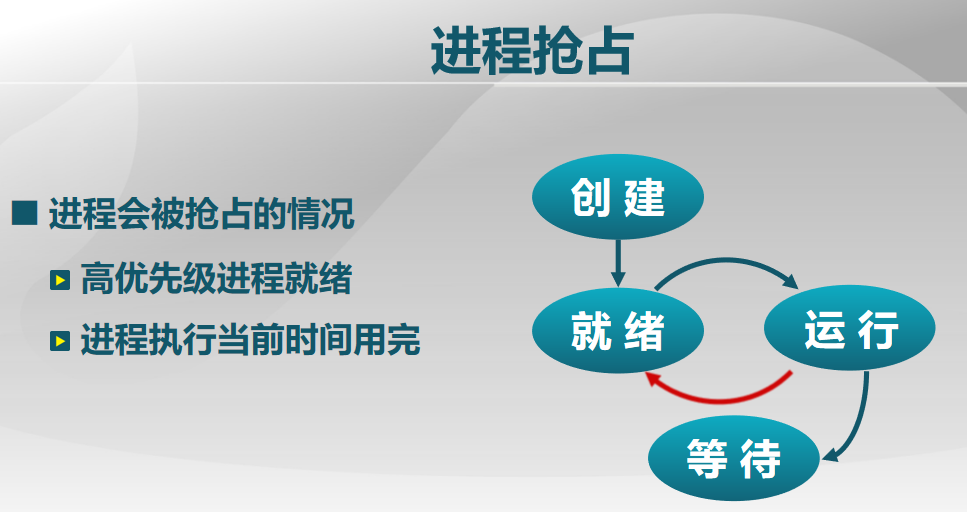 进程抢占
进程会被抢占的情况
高优先级进程就绪
进程执行当前时间用完
创建
就绪
运行
等待